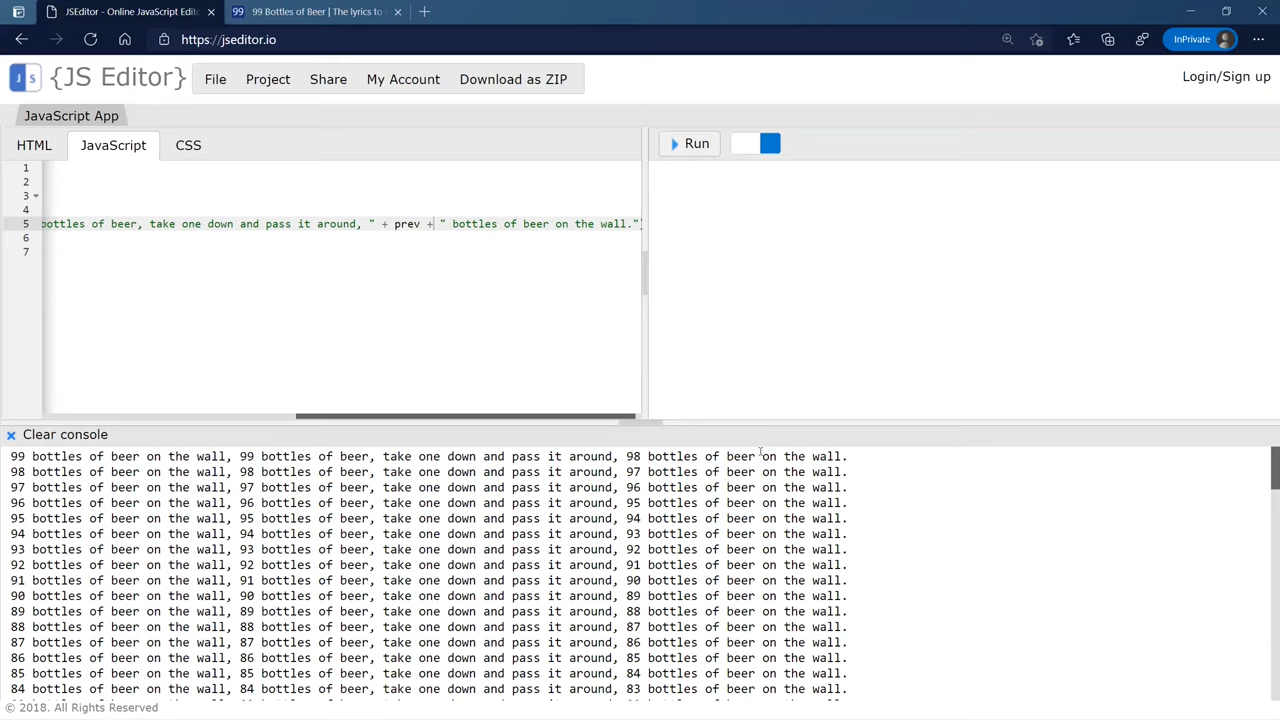 JSEditor - Online JavaScript Edito
99 99 Bottles of Beer | The lyrics to
https://jseditor.io
InPrivate
JS {JS Editor} File Project Share My Account Download as ZIP Login/Sign up
JavaScript App
HTML JavaScript CSS Run
1
2
3
4
5 bottles of beer, take one down and pass it around, " + prev + " bottles of beer on the wall."
6
7
Clear console
99 bottles of beer on the wall, 99 bottles of beer, take one down and pass it around, 98 bottles of beer on the wall.
98 bottles of beer on the wall, 98 bottles of beer, take one down and pass it around, 97 bottles of beer on the wall.
97 bottles of beer on the wall, 97 bottles of beer, take one down and pass it around, 96 bottles of beer on the wall.
96 bottles of beer on the wall, 96 bottles of beer, take one down and pass it around, 95 bottles of beer on the wall.
95 bottles of beer on the wall, 95 bottles of beer, take one down and pass it around, 94 bottles of beer on the wall.
94 bottles of beer on the wall, 94 bottles of beer, take one down and pass it around, 93 bottles of beer on the wall.
93 bottles of beer on the wall, 93 bottles of beer, take one down and pass it around, 92 bottles of beer on the wall.
92 bottles of beer on the wall, 92 bottles of beer, take one down and pass it around, 91 bottles of beer on the wall.
91 bottles of beer on the wall, 91 bottles of beer, take one down and pass it around, 90 bottles of beer on the wall.
90 bottles of beer on the wall, 90 bottles of beer, take one down and pass it around, 89 bottles of beer on the wall.
89 bottles of beer on the wall, 89 bottles of beer, take one down and pass it around, 88 bottles of beer on the wall.
88 bottles of beer on the wall, 88 bottles of beer, take one down and pass it around, 87 bottles of beer on the wall.
87 bottles of beer on the wall, 87 bottles of beer, take one down and pass it around, 86 bottles of beer on the wall.
86 bottles of beer on the wall, 86 bottles of beer, take one down and pass it around, 85 bottles of beer on the wall.
85 bottles of beer on the wall, 85 bottles of beer, take one down and pass it around, 84 bottles of beer on the wall.
84 bottles of beer on the wall, 84 bottles of beer, take one down and pass it around, 83 bottles of beer on the wall.
© 2018. All Rights Reserved